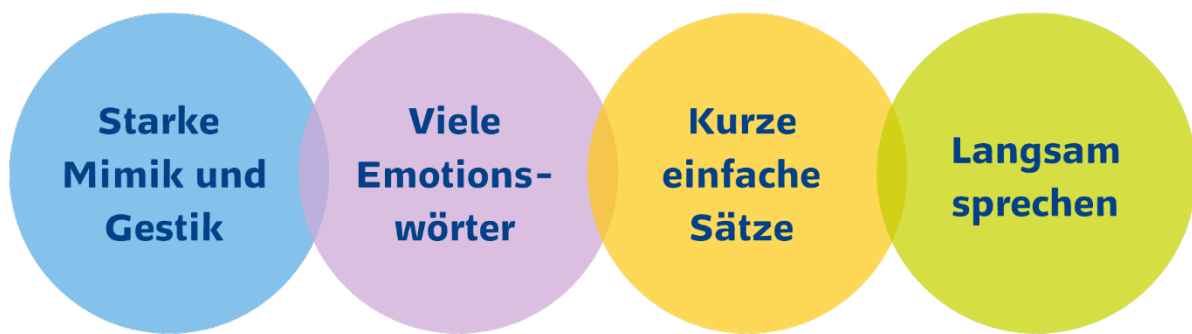 Starke
Mimik und
Gestik
Viele
Emotions-
wörter
Kurze
einfache
Sätze
Langsam
sprechen